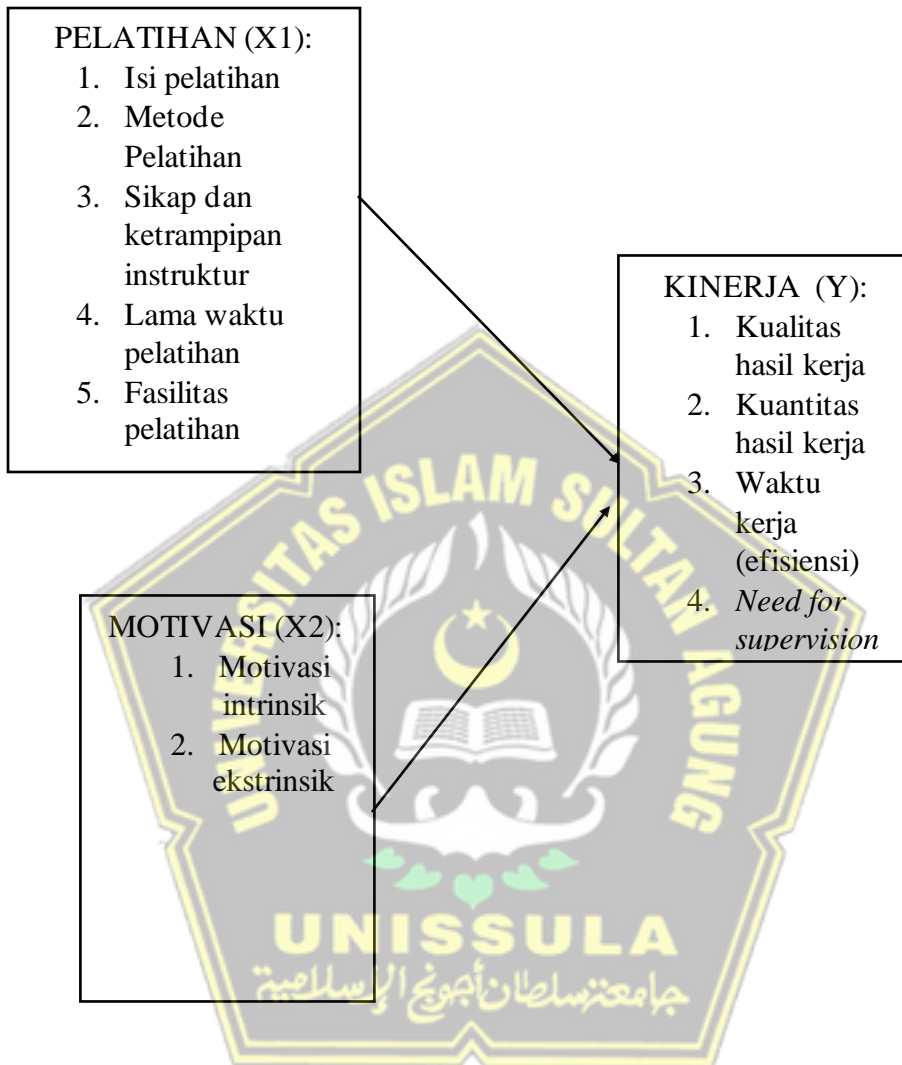 PELATIHAN (X1):
1. Isi pelatihan
2. Metode
Pelatihan
3. Sikap dan
ketrampipan
instruktur
4. Lama waktu
pelatihan
5. Fasilitas
pelatihan
KINERJA (Y):
1. Kualitas
hasil kerja
2. Kuantitas
hasil kerja
3. Waktu
kerja
(efisiensi)
4. Need for
supervision
MOTIVASI (X2):
1. Motivasi
intrinsik
2. Motivasi
ekstrinsik
UNIVERSITAS ISLAM SULTAN AGUNG
UNISSULA
جامعة سلطان أجونج الإسلامية